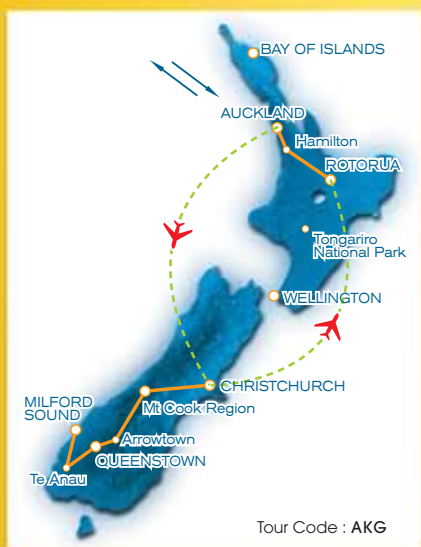 BAY OF ISLANDS
AUCKLAND
Hamilton
ROTORUA
Tongariro
National Park
WELLINGTON
CHRISTCHURCH
MILFORD
SOUND
Mt Cook Region
Arrowtown
QUEENSTOWN
Te Anau
Tour Code : AKG